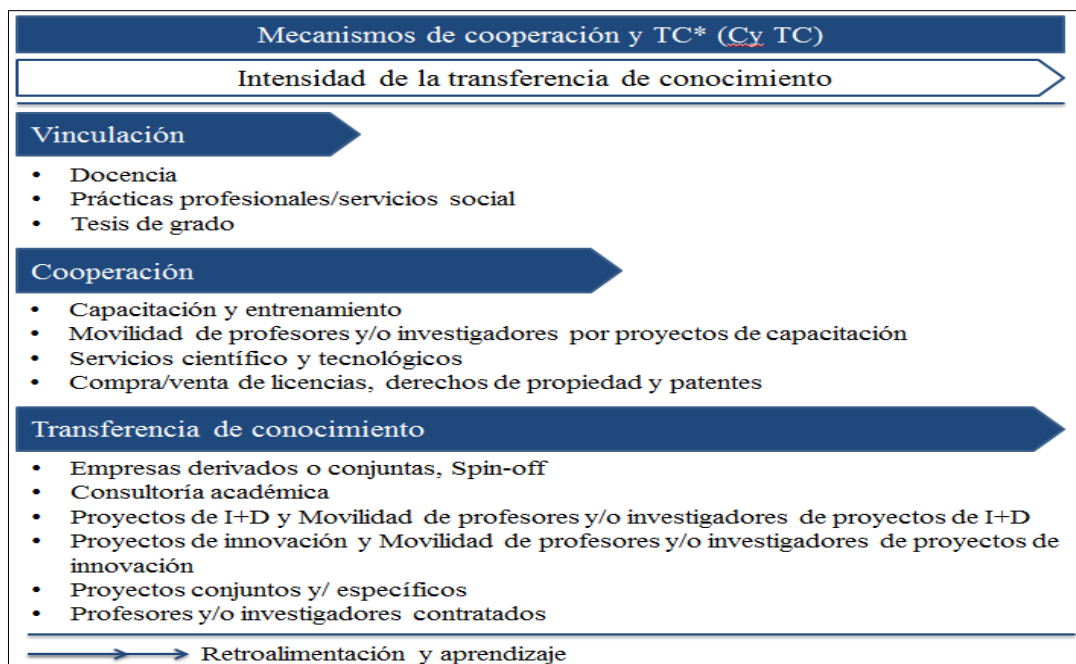 Mecanismos de cooperación y TC* (Cy TC)
Intensidad de la transferencia de conocimiento
Vinculación
• Docencia
• Prácticas profesionales/servicios social
• Tesis de grado
Cooperación
• Capacitación y entrenamiento
• Movilidad de profesores y/o investigadores por proyectos de capacitación
• Servicios científico y tecnológicos
• Compra/venta de licencias, derechos de propiedad y patentes
Transferencia de conocimiento
• Empresas derivados o conjuntas, Spin-off
• Consultoría académica
• Proyectos de I+D y Movilidad de profesores y/o investigadores de proyectos de I+D
• Proyectos de innovación y Movilidad de profesores y/o investigadores de proyectos de
innovación
• Proyectos conjuntos y/ específicos
• Profesores y/o investigadores contratados
Retroalimentación y aprendizaje